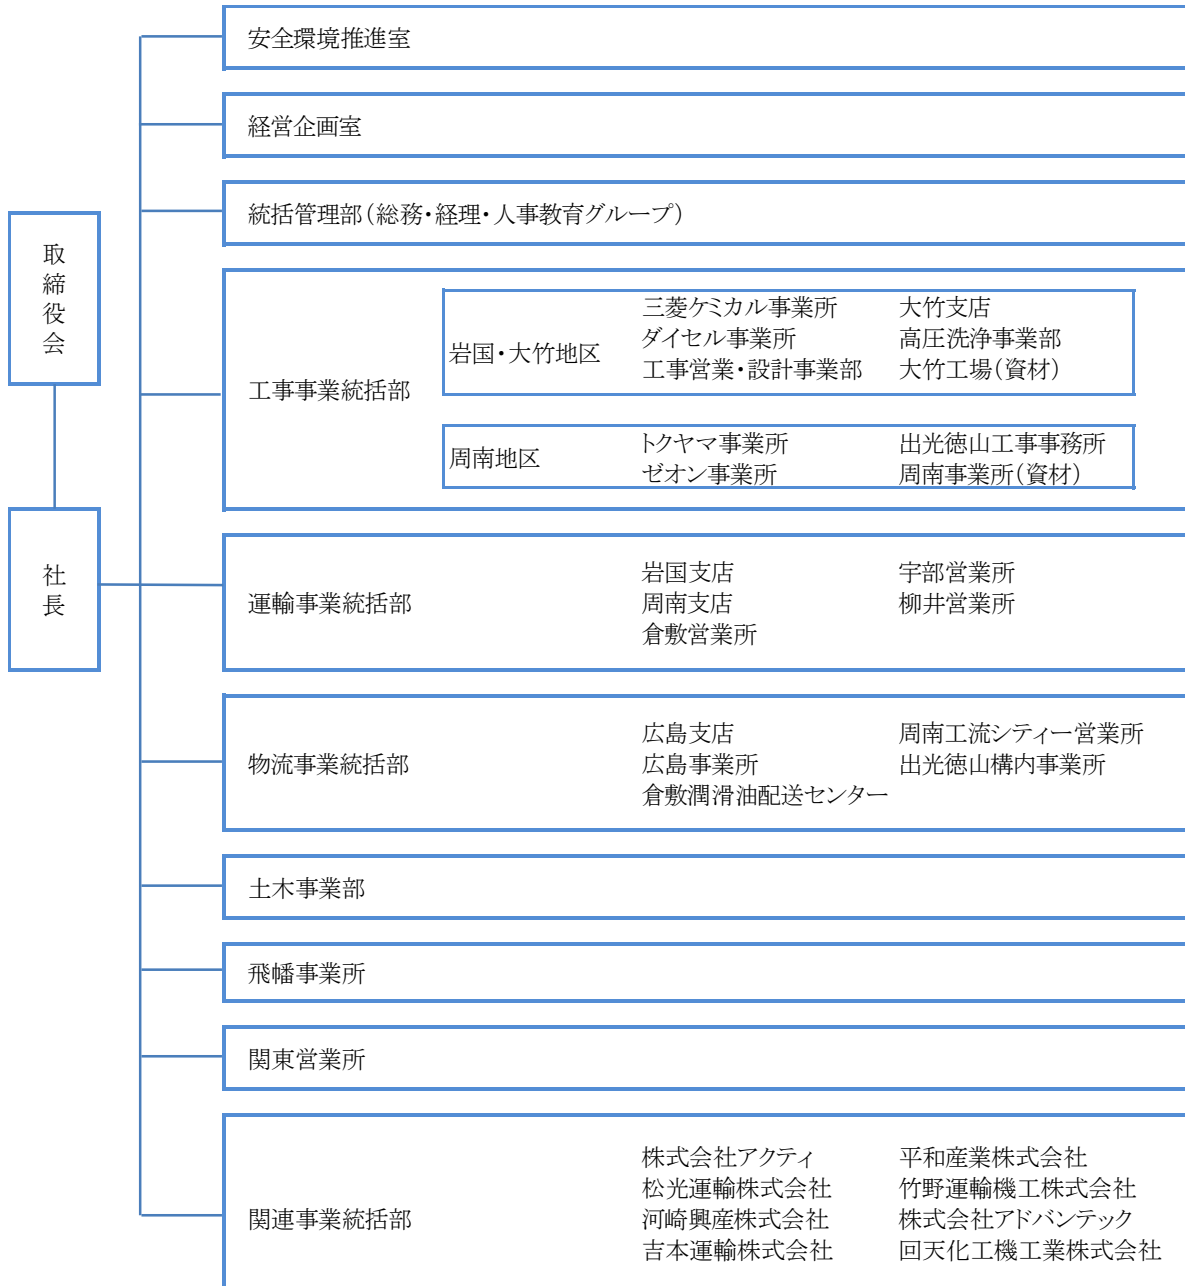 安全環境推進室
経営企画室
統括管理部(総務・経理・人事教育グループ)
取締役会
工事事業統括部
岩国・大竹地区
三菱ケミカル事業所 大竹支店
ダイセル事業所 高圧洗浄事業部
工事営業・設計事業部 大竹工場(資材)
周南地区
トクヤマ事業所 出光徳山工事事務所
ゼオン事業所 周南事業所(資材)
社長
運輸事業統括部
岩国支店 宇部営業所
周南支店 柳井営業所
倉敷営業所
物流事業統括部
広島支店 周南工流シティー営業所
広島事業所 出光徳山構内事業所
倉敷潤滑油配送センター
土木事業部
飛幡事業所
関東営業所
関連事業統括部
株式会社アクティ 平和産業株式会社
松光運輸株式会社 竹野運輸機工株式会社
河崎興産株式会社 株式会社アドバンテック
吉本運輸株式会社 回天化工機工業株式会社